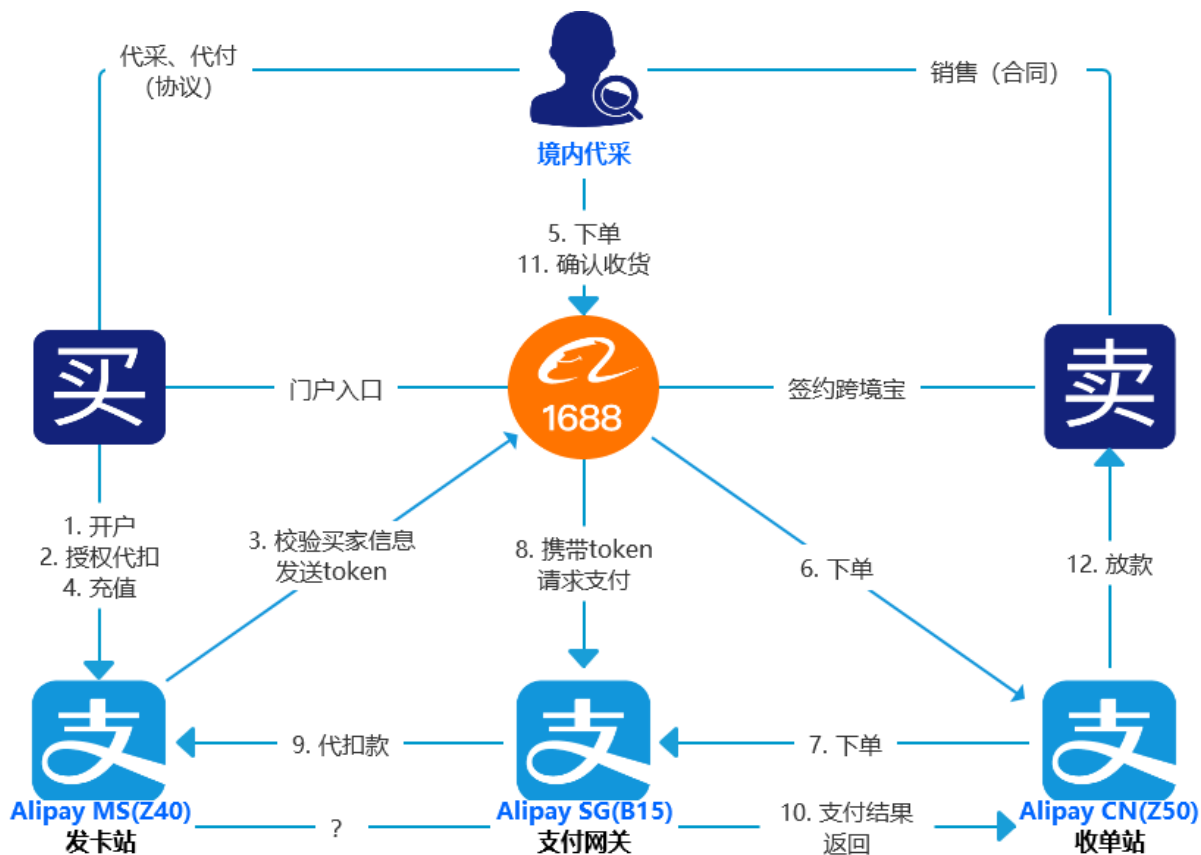 代采、代付
（协议）
销售（合同）
境内代采
5. 下单
11. 确认收货
买
门户入口
1688
签约跨境宝
卖
1. 开户
2. 授权代扣
4. 充值
3. 校验买家信息
发送token
8. 携带token
请求支付
6. 下单
12. 放款
支
9. 代扣款
支
7. 下单
支
Alipay MS(Z40)
发卡站
?
Alipay SG(B15)
支付网关
10. 支付结果
返回
Alipay CN(Z50)
收单站